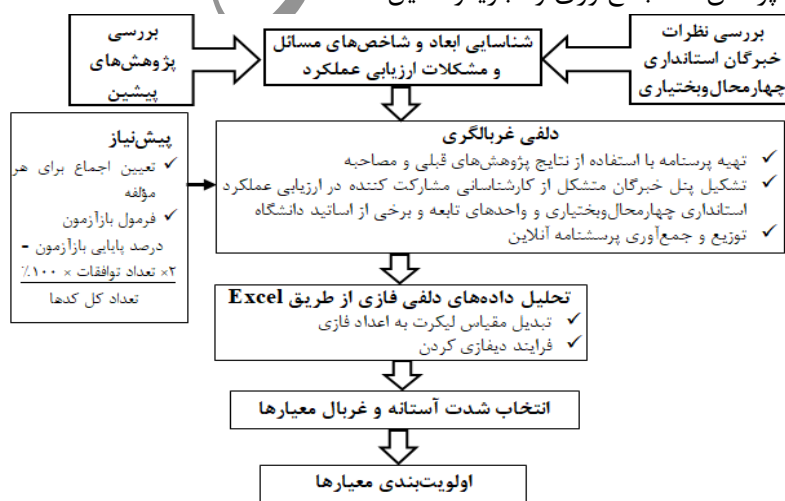 بررسی نظرات
خبرگان استانداری
چهارمحال‌وبختیاری
شناسایی ابعاد و شاخص‌های مسائل
و مشکلات ارزیابی عملکرد
بررسی
پژوهش‌های
پیشین
دلفی غربالگری
✓ تهیه پرسنامه با استفاده از نتایج پژوهش‌های قبلی و مصاحبه
✓ تشکیل پنل خبرگان متشکل از کارشناسانی مشارکت کننده در ارزیابی عملکرد
استانداری چهارمحال‌وبختیاری و واحدهای تابعه و برخی از اساتید دانشگاه
✓ توزیع و جمع‌آوری پرسشنامه آنلاین
پیش‌نیاز
✓ تعیین اجماع برای هر
مؤلفه
✓ فرمول بازآزمون
درصد پایایی بازآزمون =
۲× تعداد توافقات × ۱۰۰٪
تعداد کل کدها
تحلیل داده‌های دلفی فازی از طریق Excel
✓ تبدیل مقیاس لیکرت به اعداد فازی
✓ فرایند دیفازی کردن
انتخاب شدت آستانه و غربال معیارها
اولویت‌بندی معیارها